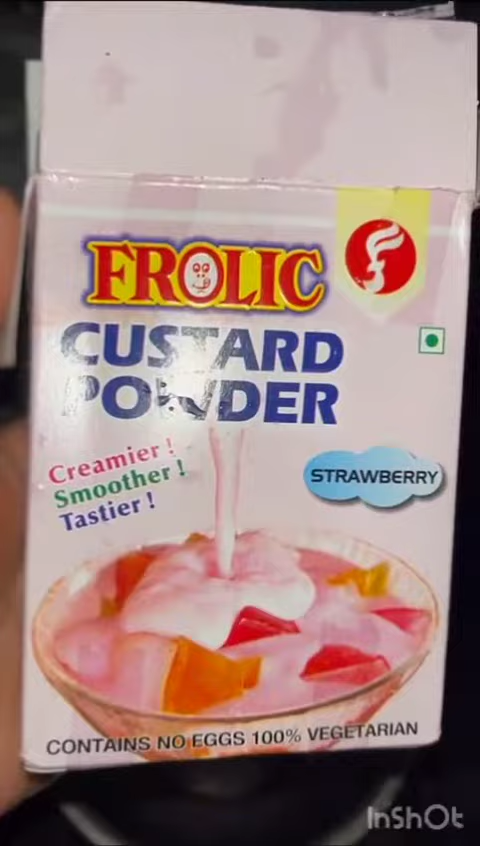 FROLIC
CUSTARD
POWDER
Creamier !
Smoother !
Tastier !
STRAWBERRY
CONTAINS NO EGGS 100% VEGETARIAN
InShOt